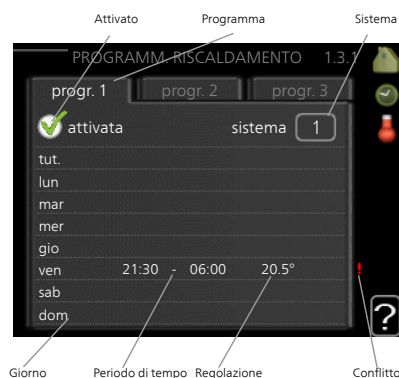 Attivato Programma Sistema
PROGRAMM. RISCALDAMENTO 1.3.1
progr. 1 progr. 2 progr. 3
attivata sistema 1
tut.
lun
mar
mer
gio
ven 21:30 - 06:00 20.5° !
sab
dom
?
Giorno Periodo di tempo Regolazione Conflitto